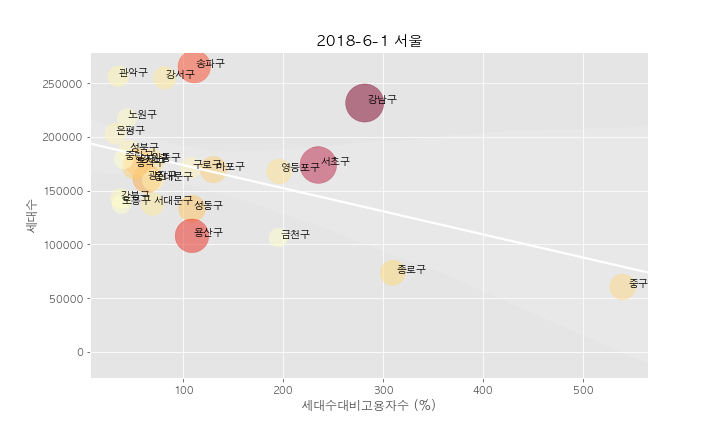 2018-6-1 서울
세대수
250000
200000
150000
100000
50000
0
관악구
강서구
송파구
강남구
노원구
은평구
성북구
구로구
마포구
영등포구
서초구
강북구
도봉구
서대문구
성동구
용산구
금천구
종로구
중구
100
200
300
400
500
세대수대비고용자수 (%)